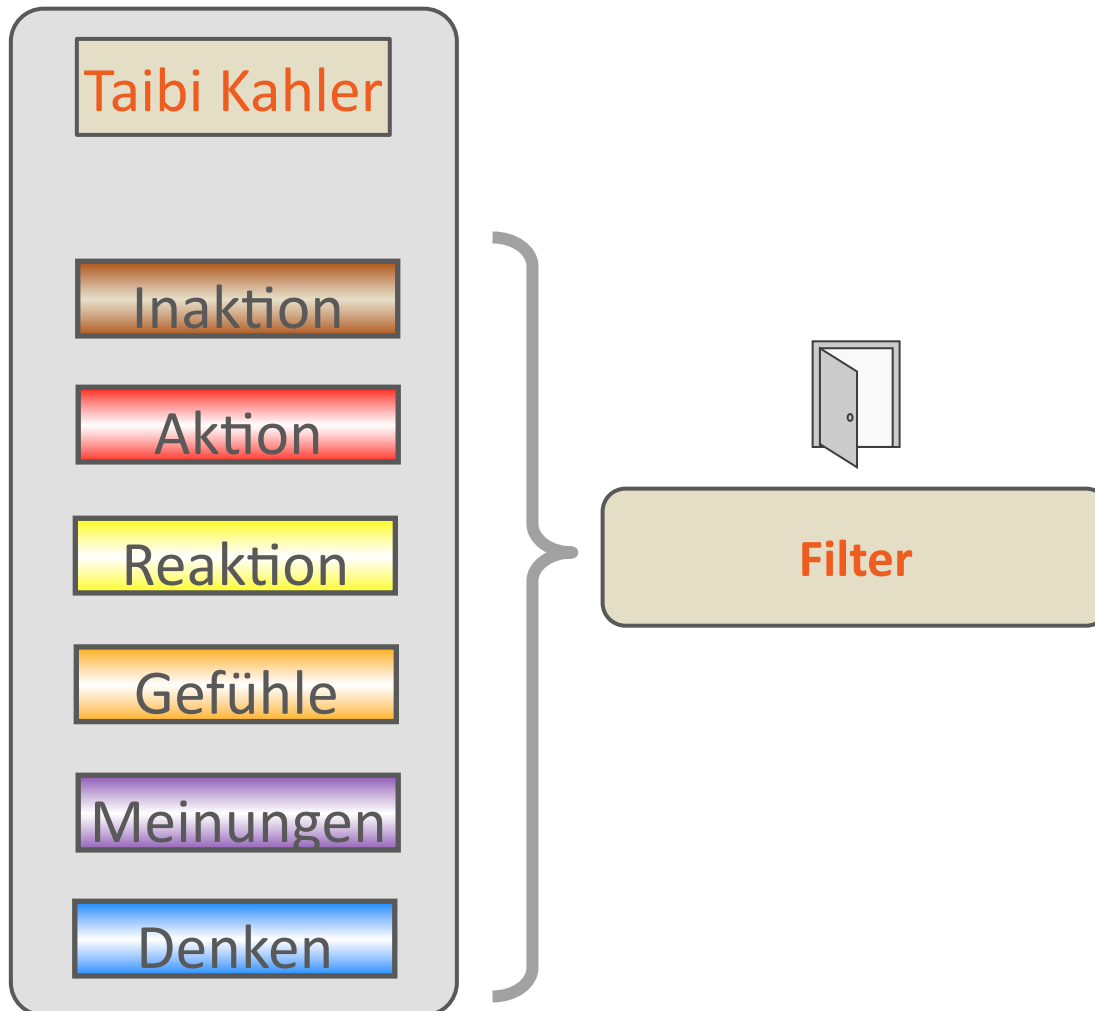 Taibi Kahler
Inaktion
Aktion
Reaktion
Gefühle
Meinungen
Denken
Filter